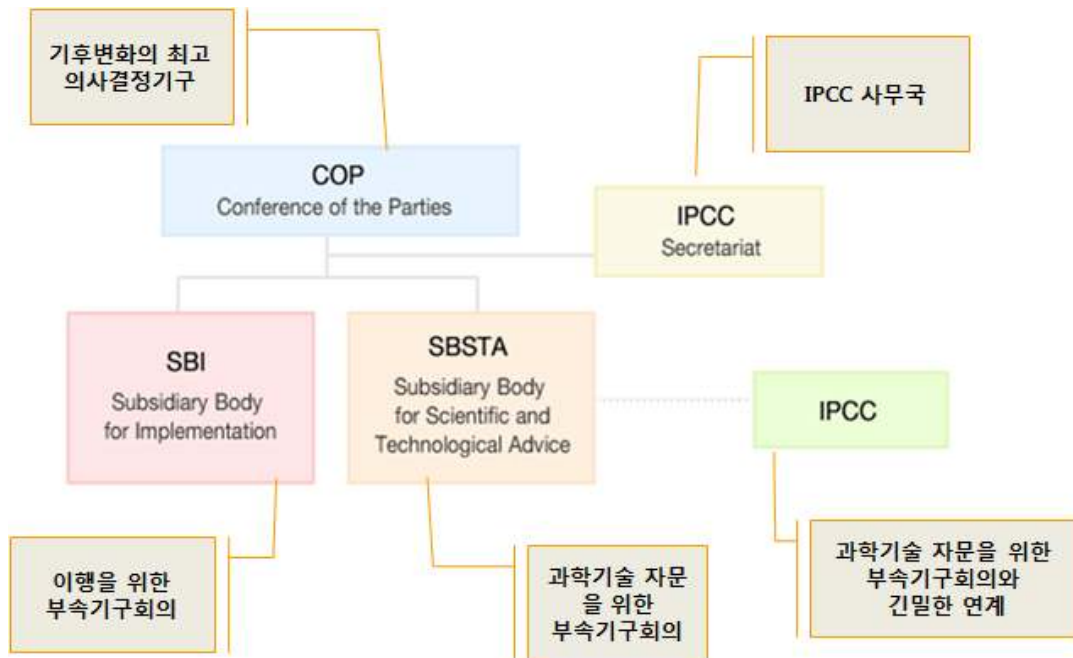 기후변화의 최고
의사결정기구
IPCC 사무국
COP
Conference of the Parties
IPCC
Secretariat
SBI
Subsidiary Body
for Implementation
SBSTA
Subsidiary Body
for Scientific and
Technological Advice
IPCC
이행을 위한
부속기구회의
과학기술 자문
을 위한
부속기구회의
과학기술 자문을 위한
부속기구회의와
긴밀한 연계